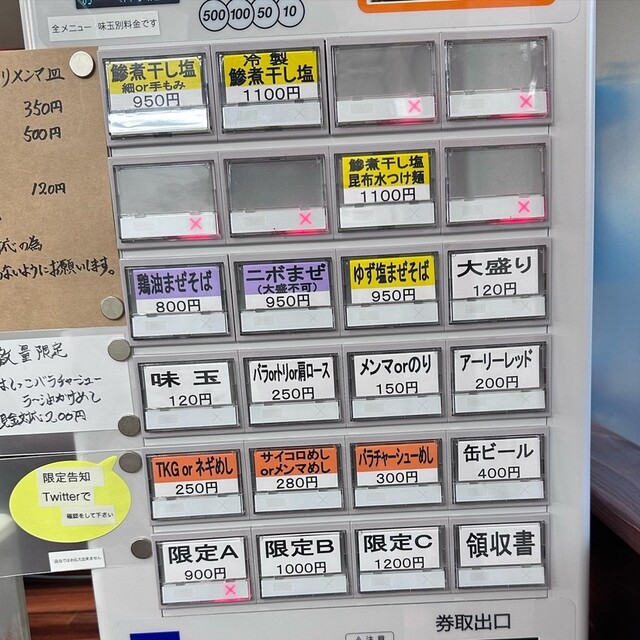 全メニュー 味玉別料金です
500 100 50 10
リメンマ皿
350円
500円
120円
ないようにお願いします。
鯵煮干し塩
細or手もみ
950円
冷製
鯵煮干し塩
1100円
×
×
×
×
鯵煮干し塩
昆布水つけ麺
1100円
×
鶏油まぜそば
800円
ニボまぜ
(大盛不可)
950円
ゆず塩まぜそば
950円
大盛り
120円
数量限定
味玉
120円
バラorトリor肩ロース
250円
メンマorのり
150円
アーリーレッド
200円
限定告知
Twitterで
確認をして下さい
TKG or ネギめし
250円
サイコロめし
orメンマめし
280円
バラチャーシューめし
300円
缶ビール
400円
限定A
900円
×
限定B
1000円
限定C
1200円
領収書
券取出口